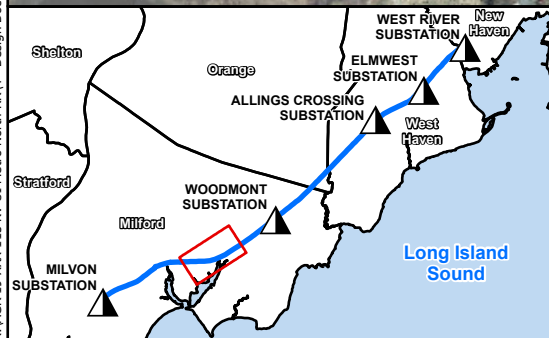 WEST RIVER
SUBSTATION
New
Haven
Shelton
Orange
ELMWEST
SUBSTATION
ALLINGS CROSSING
SUBSTATION
West
Haven
Stratford
WOODMONT
SUBSTATION
Milford
Long Island
Sound
MILVON
SUBSTATION